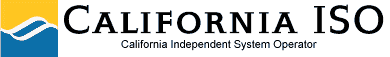 CALIFORNIA ISO
California Independent System Operator